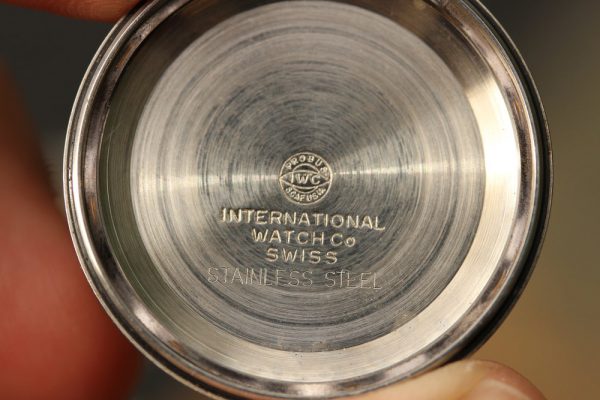 PROBUS
IWC
SCAFUSIA
INTERNATIONAL
WATCH Co
SWISS
STAINLESS STEEL